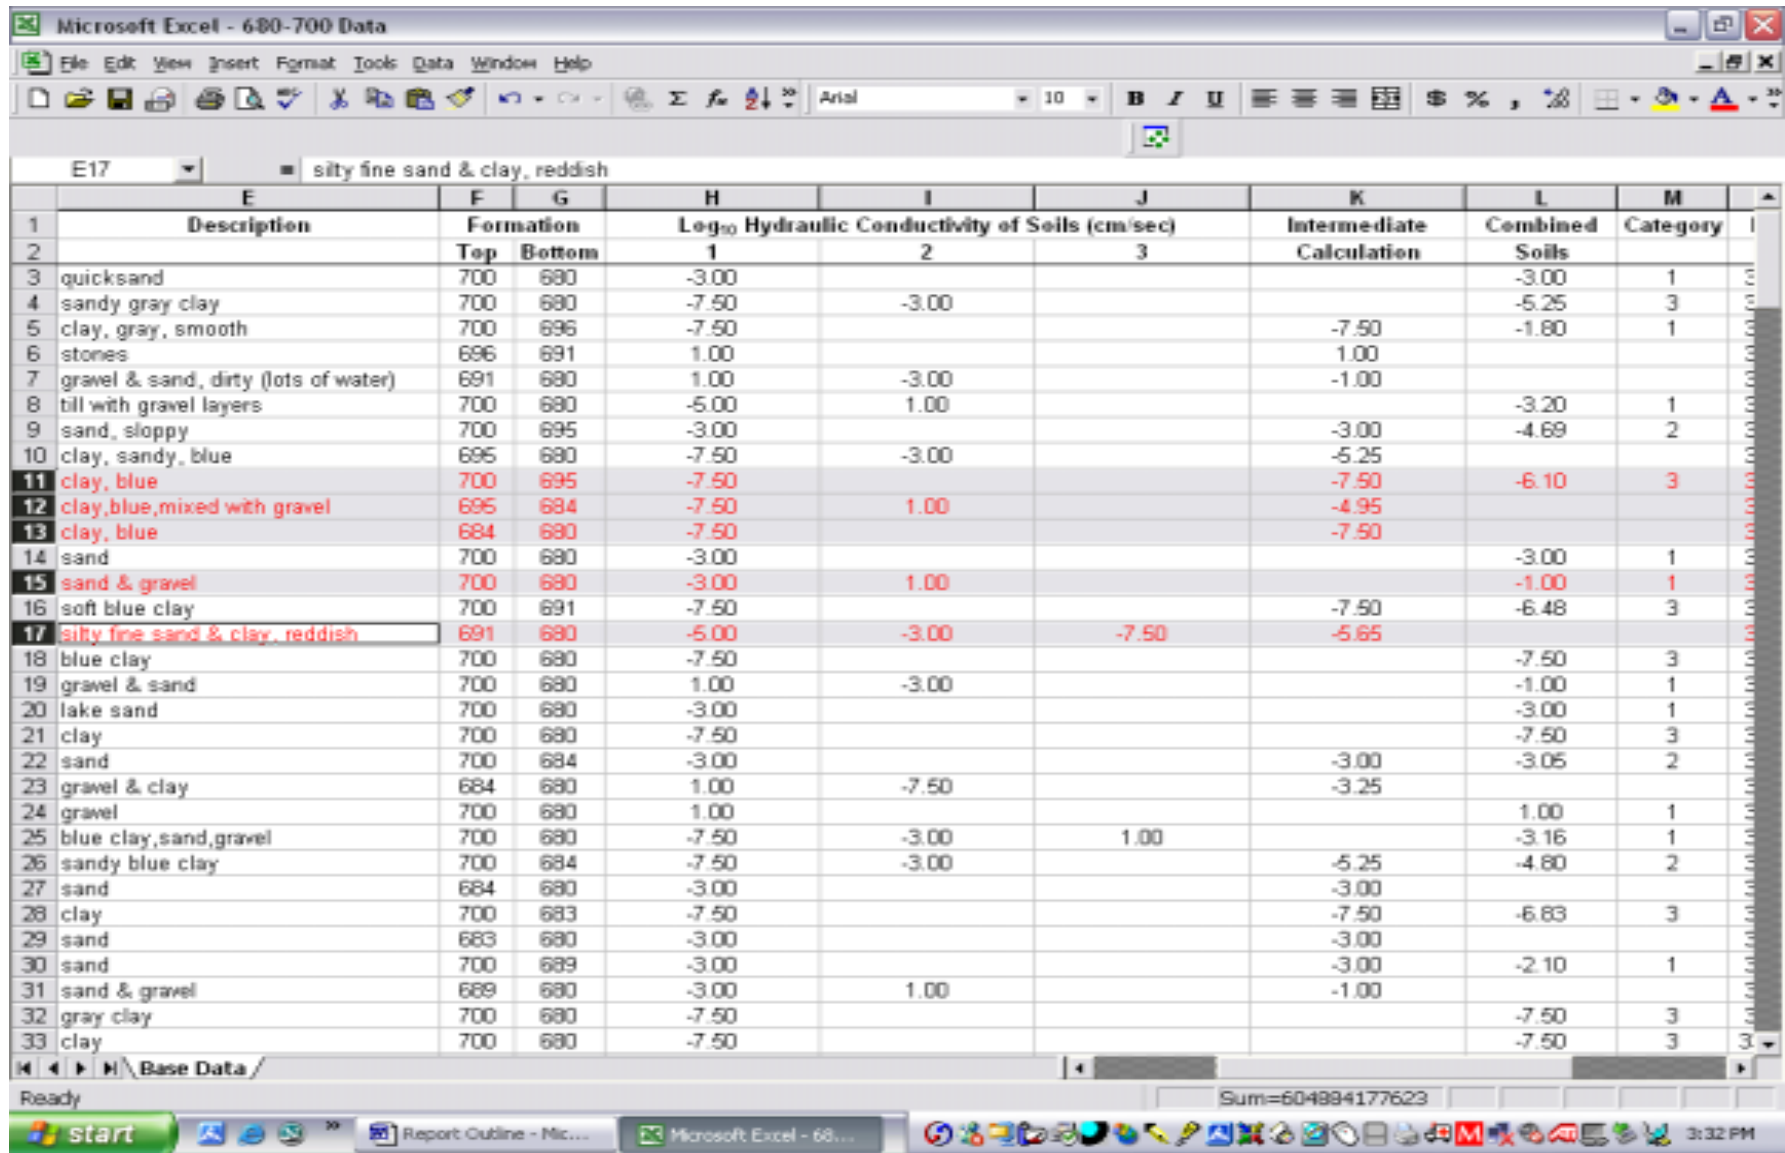 Microsoft Excel - 680-700 Data
File Edit View Insert Format Tools Data Window Help
Arial 10 B I U $ % ,
E17 = silty fine sand & clay, reddish
E F G H I J K L M
1 Description Formation Log₁₀ Hydraulic Conductivity of Soils (cm/sec) Intermediate Combined Category
2 Top Bottom 1 2 3 Calculation Soils
3 quicksand 700 680 -3.00 -3.00 1
4 sandy gray clay 700 680 -7.50 -3.00 -5.25 3
5 clay, gray, smooth 700 696 -7.50 -7.50 -1.80 1
6 stones 696 691 1.00 1.00
7 gravel & sand, dirty (lots of water) 691 680 1.00 -3.00 -1.00
8 till with gravel layers 700 680 -5.00 1.00 -3.20 1
9 sand, sloppy 700 695 -3.00 -3.00 -4.69 2
10 clay, sandy, blue 695 680 -7.50 -3.00 -5.25
11 clay, blue 700 695 -7.50 -7.50 -6.10 3
12 clay,blue,mixed with gravel 695 684 -7.50 1.00 -4.95
13 clay, blue 684 680 -7.50 -7.50
14 sand 700 680 -3.00 -3.00 1
15 sand & gravel 700 680 -3.00 1.00 -1.00 1
16 soft blue clay 700 691 -7.50 -7.50 -6.48 3
17 silty fine sand & clay, reddish 691 680 -5.00 -3.00 -7.50 -5.65
18 blue clay 700 680 -7.50 -7.50 3
19 gravel & sand 700 680 1.00 -3.00 -1.00 1
20 lake sand 700 680 -3.00 -3.00 1
21 clay 700 680 -7.50 -7.50 3
22 sand 700 684 -3.00 -3.00 -3.05 2
23 gravel & clay 684 680 1.00 -7.50 -3.25
24 gravel 700 680 1.00 1.00 1
25 blue clay,sand,gravel 700 680 -7.50 -3.00 1.00 -3.16 1
26 sandy blue clay 700 684 -7.50 -3.00 -5.25 -4.80 2
27 sand 684 680 -3.00 -3.00
28 clay 700 683 -7.50 -7.50 -6.83 3
29 sand 683 680 -3.00 -3.00
30 sand 700 689 -3.00 -3.00 -2.10 1
31 sand & gravel 689 680 -3.00 1.00 -1.00
32 gray clay 700 680 -7.50 -7.50 3
33 clay 700 680 -7.50 -7.50 3
Base Data
Ready Sum=604884177623
start Report Outline - Mic... Microsoft Excel - 68... 3:32 PM